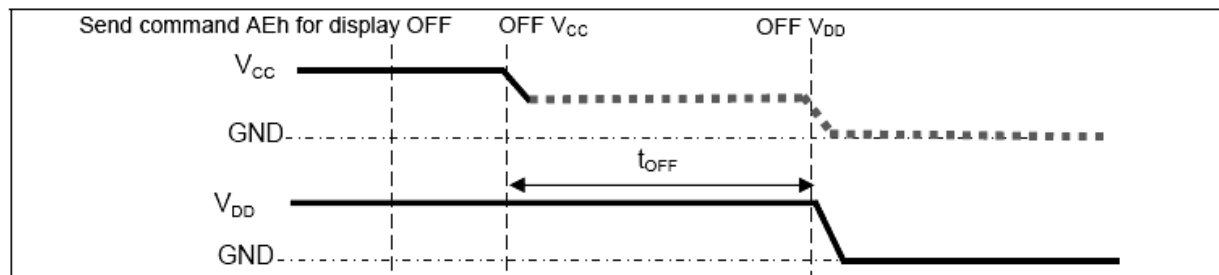 Send command AEh for display OFF OFF VCC OFF VDD
VCC
GND
tOFF
VDD
GND